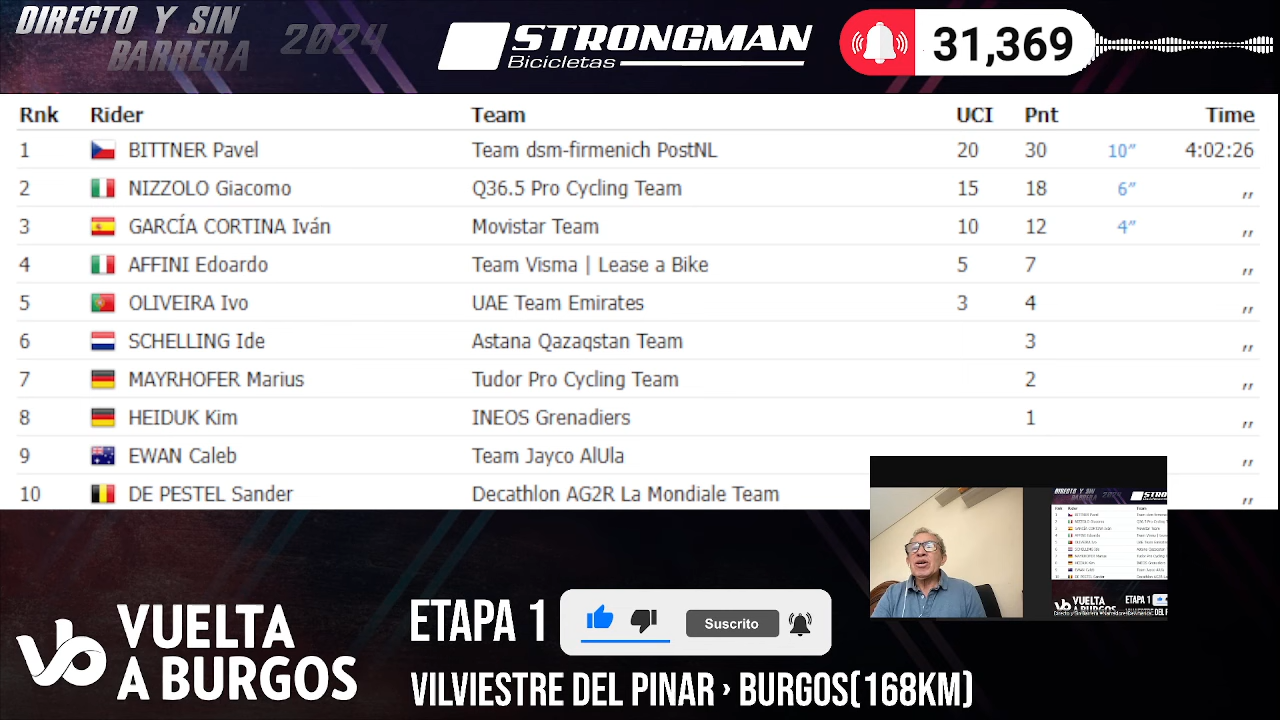 DIRECTO Y SIN
BARRERA 2024
STRONGMAN
Bicicletas
31,369
Rnk Rider Team UCI Pnt Time
1 BITTNER Pavel Team dsm-firmenich PostNL 20 30 10″ 4:02:26
2 NIZZOLO Giacomo Q36.5 Pro Cycling Team 15 18 6″ ,,
3 GARCÍA CORTINA Iván Movistar Team 10 12 4″ ,,
4 AFFINI Edoardo Team Visma | Lease a Bike 5 7 ,,
5 OLIVEIRA Ivo UAE Team Emirates 3 4 ,,
6 SCHELLING Ide Astana Qazaqstan Team 3 ,,
7 MAYRHOFER Marius Tudor Pro Cycling Team 2 ,,
8 HEIDUK Kim INEOS Grenadiers 1 ,,
9 EWAN Caleb Team Jayco AlUla ,,
10 DE PESTEL Sander Decathlon AG2R La Mondiale Team ,,
vb VUELTA
A BURGOS
ETAPA 1
Suscrito
VILVIESTRE DEL PINAR › BURGOS(168KM)